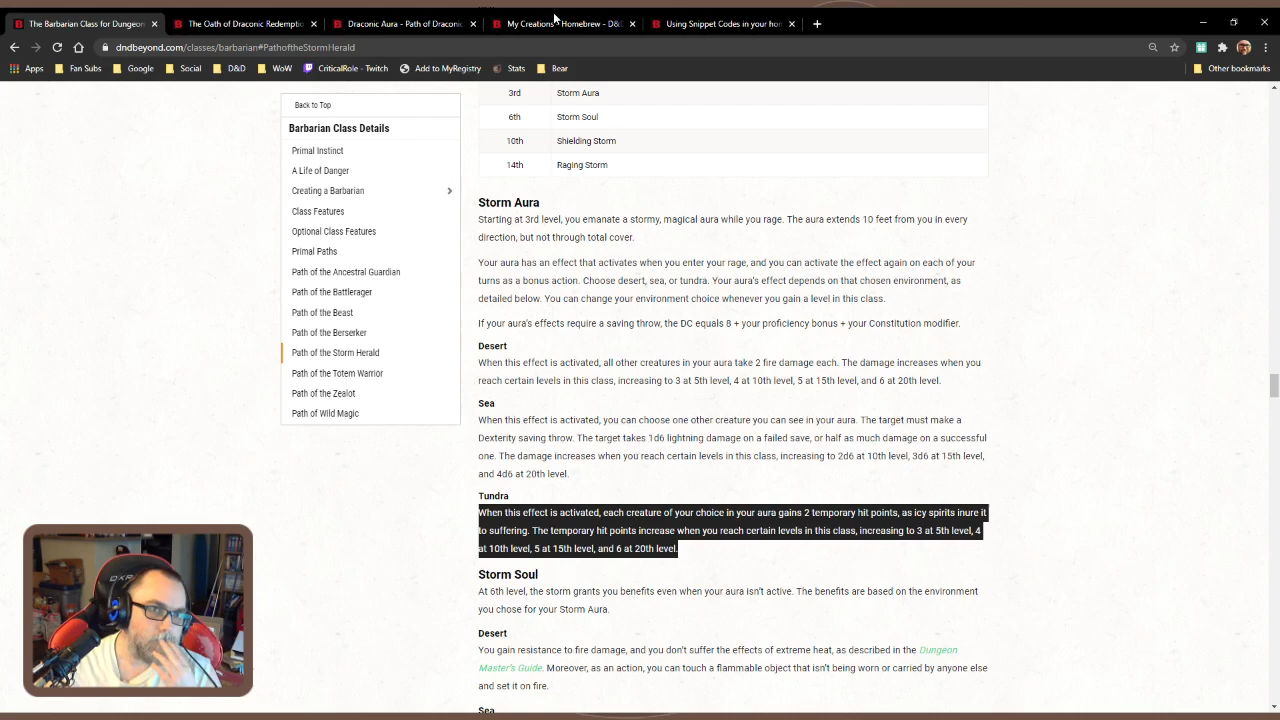 The Barbarian Class for Dungeon
The Oath of Draconic Redemptio
Draconic Aura - Path of Draconic
My Creations - Homebrew - D&D
Using Snippet Codes in your hom
dndbeyond.com/classes/barbarian#PathoftheStormHerald
Apps
Fan Subs
Google
Social
D&D
WoW
CriticalRole - Twitch
Add to MyRegistry
Stats
Bear
Other bookmarks
Back to Top
Barbarian Class Details
Primal Instinct
A Life of Danger
Creating a Barbarian
Class Features
Optional Class Features
Primal Paths
Path of the Ancestral Guardian
Path of the Battlerager
Path of the Beast
Path of the Berserker
Path of the Storm Herald
Path of the Totem Warrior
Path of the Zealot
Path of Wild Magic
3rd Storm Aura
6th Storm Soul
10th Shielding Storm
14th Raging Storm
Storm Aura
Starting at 3rd level, you emanate a stormy, magical aura while you rage. The aura extends 10 feet from you in every
direction, but not through total cover.
Your aura has an effect that activates when you enter your rage, and you can activate the effect again on each of your
turns as a bonus action. Choose desert, sea, or tundra. Your aura's effect depends on that chosen environment, as
detailed below. You can change your environment choice whenever you gain a level in this class.
If your aura's effects require a saving throw, the DC equals 8 + your proficiency bonus + your Constitution modifier.
Desert
When this effect is activated, all other creatures in your aura take 2 fire damage each. The damage increases when you
reach certain levels in this class, increasing to 3 at 5th level, 4 at 10th level, 5 at 15th level, and 6 at 20th level.
Sea
When this effect is activated, you can choose one other creature you can see in your aura. The target must make a
Dexterity saving throw. The target takes 1d6 lightning damage on a failed save, or half as much damage on a successful
one. The damage increases when you reach certain levels in this class, increasing to 2d6 at 10th level, 3d6 at 15th level,
and 4d6 at 20th level.
Tundra
When this effect is activated, each creature of your choice in your aura gains 2 temporary hit points, as icy spirits inure it
to suffering. The temporary hit points increase when you reach certain levels in this class, increasing to 3 at 5th level, 4
at 10th level, 5 at 15th level, and 6 at 20th level.
Storm Soul
At 6th level, the storm grants you benefits even when your aura isn't active. The benefits are based on the environment
you chose for your Storm Aura.
Desert
You gain resistance to fire damage, and you don't suffer the effects of extreme heat, as described in the Dungeon
Master's Guide. Moreover, as an action, you can touch a flammable object that isn't being worn or carried by anyone else
and set it on fire.
Sea
DXR